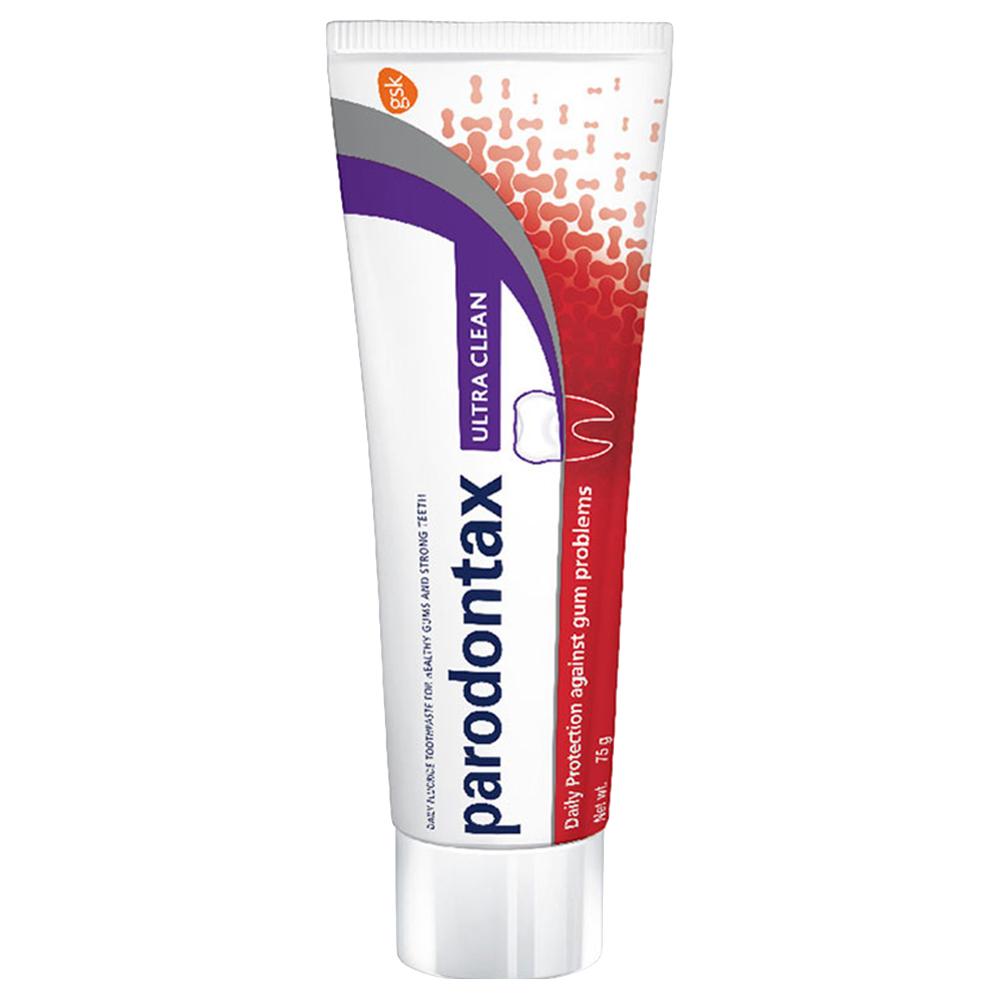 gsk
ULTRA CLEAN
DAILY FLUORIDE TOOTHPASTE FOR HEALTHY GUMS AND STRONG TEETH
parodontax
Daily Protection against gum problems
Net wt. 75 g